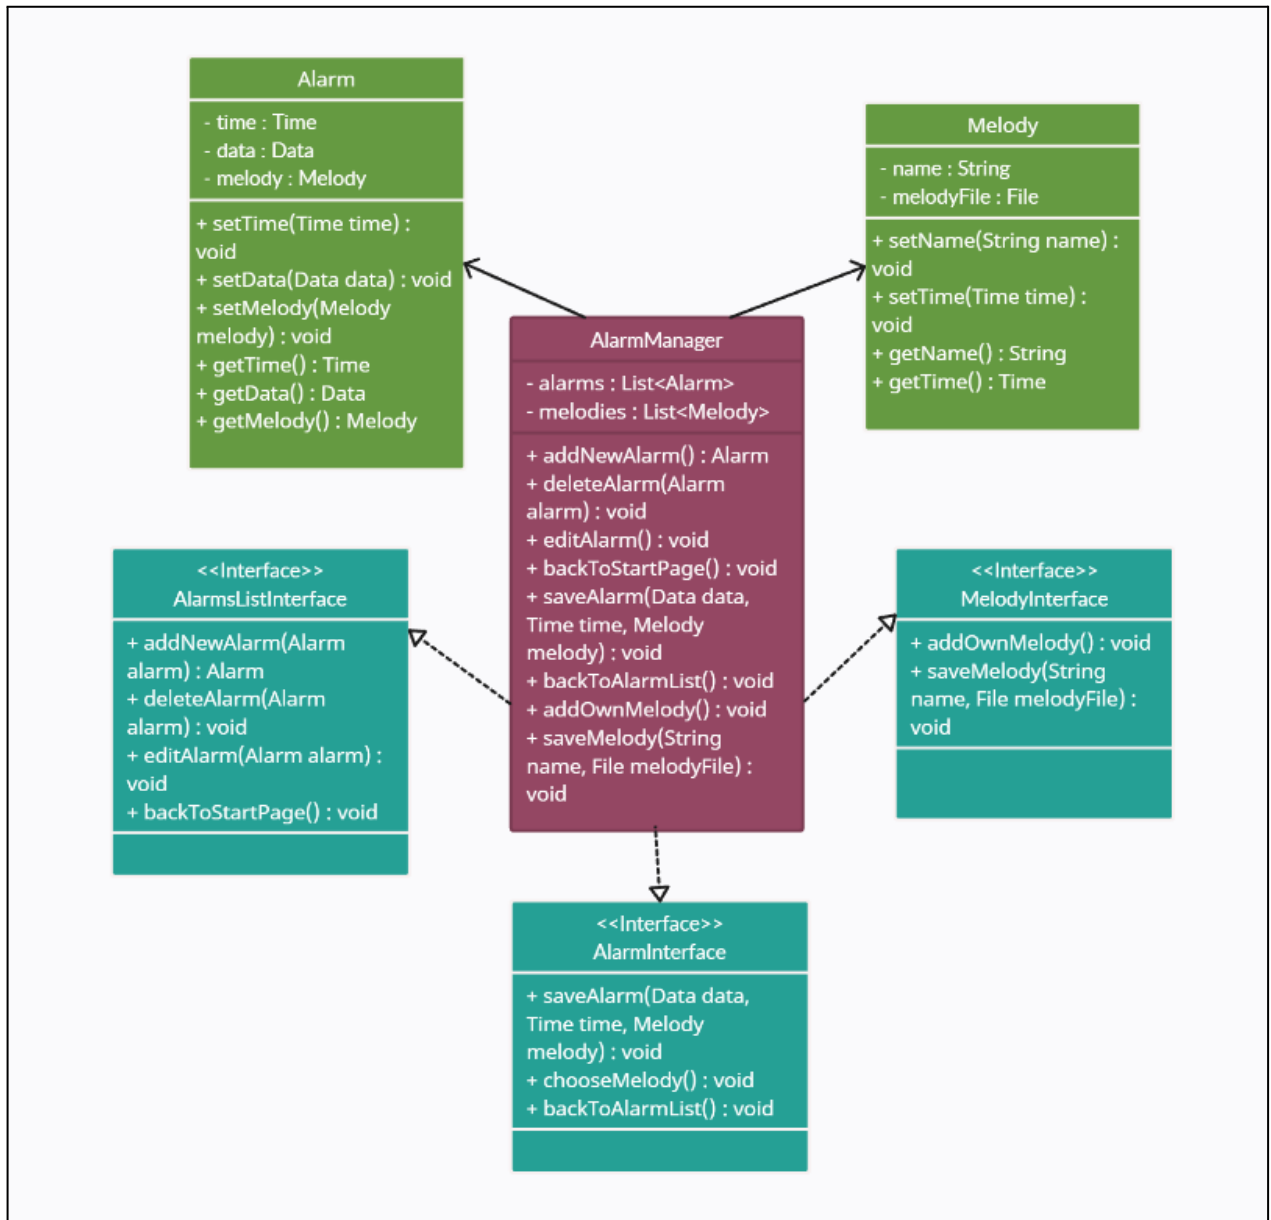 Alarm
- time : Time
- data : Data
- melody : Melody
+ setTime(Time time) :
void
+ setData(Data data) : void
+ setMelody(Melody
melody) : void
+ getTime() : Time
+ getData() : Data
+ getMelody() : Melody
Melody
- name : String
- melodyFile : File
+ setName(String name) :
void
+ setTime(Time time) :
void
+ getName() : String
+ getTime() : Time
AlarmManager
- alarms : List<Alarm>
- melodies : List<Melody>
+ addNewAlarm() : Alarm
+ deleteAlarm(Alarm
alarm) : void
+ editAlarm() : void
+ backToStartPage() : void
+ saveAlarm(Data data,
Time time, Melody
melody) : void
+ backToAlarmList() : void
+ addOwnMelody() : void
+ saveMelody(String
name, File melodyFile) :
void
<<Interface>>
AlarmsListInterface
+ addNewAlarm(Alarm
alarm) : Alarm
+ deleteAlarm(Alarm
alarm) : void
+ editAlarm(Alarm alarm) :
void
+ backToStartPage() : void
<<Interface>>
MelodyInterface
+ addOwnMelody() : void
+ saveMelody(String
name, File melodyFile) :
void
<<Interface>>
AlarmInterface
+ saveAlarm(Data data,
Time time, Melody
melody) : void
+ chooseMelody() : void
+ backToAlarmList() : void